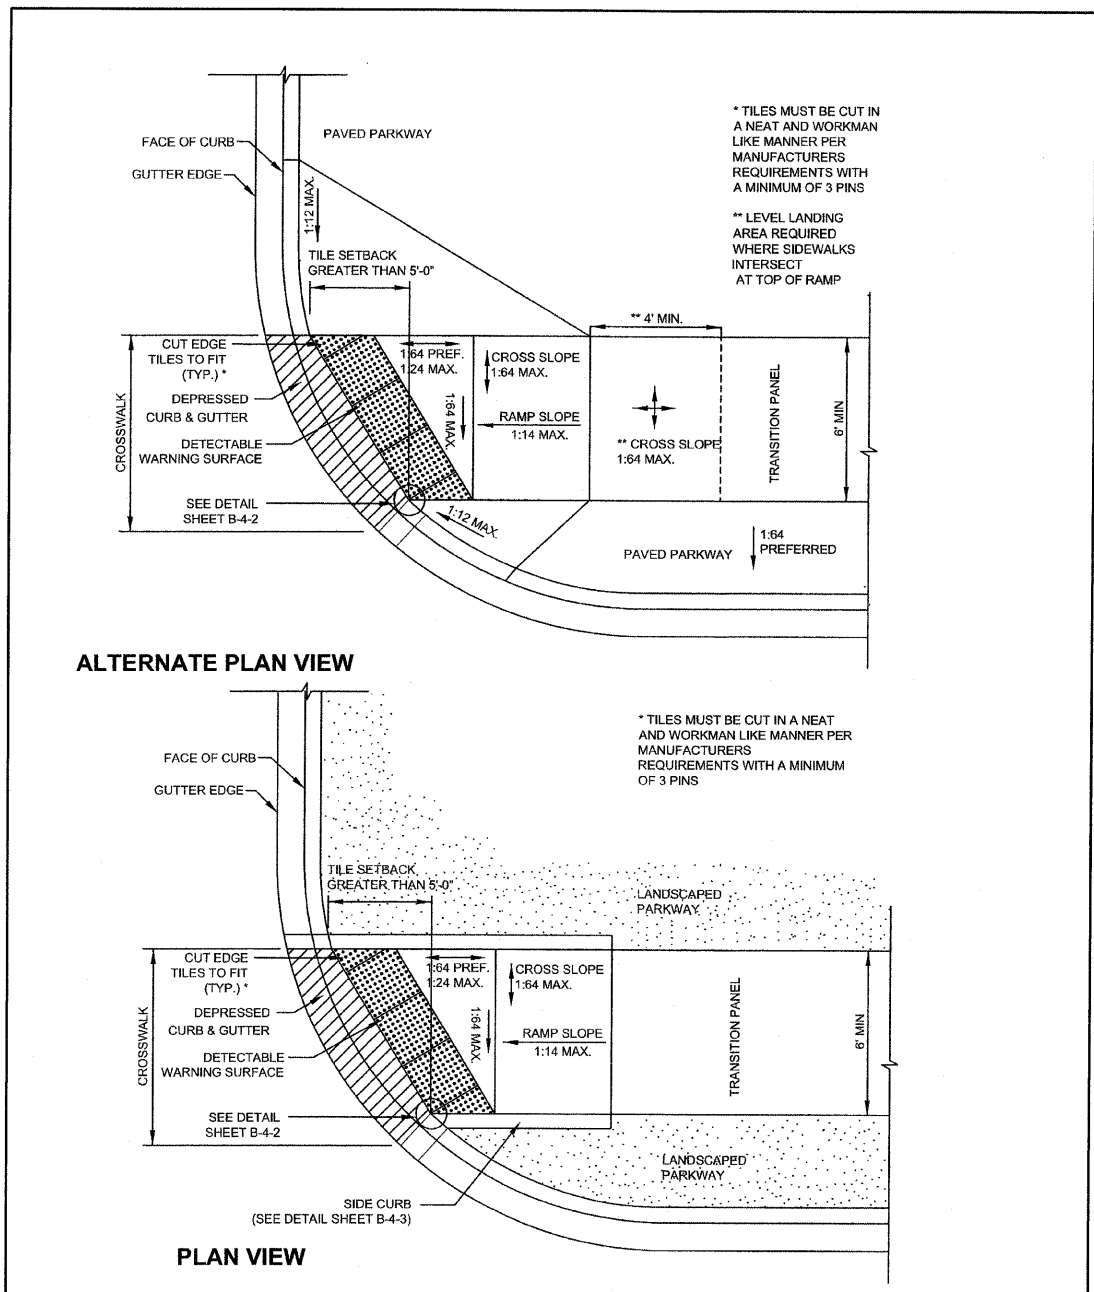 PAVED PARKWAY
FACE OF CURB
GUTTER EDGE
1:12 MAX.
TILE SETBACK
GREATER THAN 5'-0"
* TILES MUST BE CUT IN
A NEAT AND WORKMAN
LIKE MANNER PER
MANUFACTURERS
REQUIREMENTS WITH
A MINIMUM OF 3 PINS
** LEVEL LANDING
AREA REQUIRED
WHERE SIDEWALKS
INTERSECT
AT TOP OF RAMP
** 4' MIN.
CROSSWALK
CUT EDGE
TILES TO FIT
(TYP.) *
DEPRESSED
CURB & GUTTER
DETECTABLE
WARNING SURFACE
SEE DETAIL
SHEET B-4-2
1:64 PREF.
1:24 MAX.
1:64 MAX.
CROSS SLOPE
1:64 MAX.
RAMP SLOPE
1:14 MAX.
** CROSS SLOPE
1:64 MAX.
TRANSITION PANEL
6' MIN
1:12 MAX.
PAVED PARKWAY
1:64
PREFERRED
ALTERNATE PLAN VIEW
* TILES MUST BE CUT IN A NEAT
AND WORKMAN LIKE MANNER PER
MANUFACTURERS
REQUIREMENTS WITH A MINIMUM
OF 3 PINS
FACE OF CURB
GUTTER EDGE
TILE SETBACK
GREATER THAN 5'-0"
LANDSCAPED
PARKWAY
CROSSWALK
CUT EDGE
TILES TO FIT
(TYP.) *
DEPRESSED
CURB & GUTTER
DETECTABLE
WARNING SURFACE
SEE DETAIL
SHEET B-4-2
1:64 PREF.
1:24 MAX.
1:64 MAX.
CROSS SLOPE
1:64 MAX.
RAMP SLOPE
1:14 MAX.
TRANSITION PANEL
6' MIN
LANDSCAPED
PARKWAY
SIDE CURB
(SEE DETAIL SHEET B-4-3)
PLAN VIEW